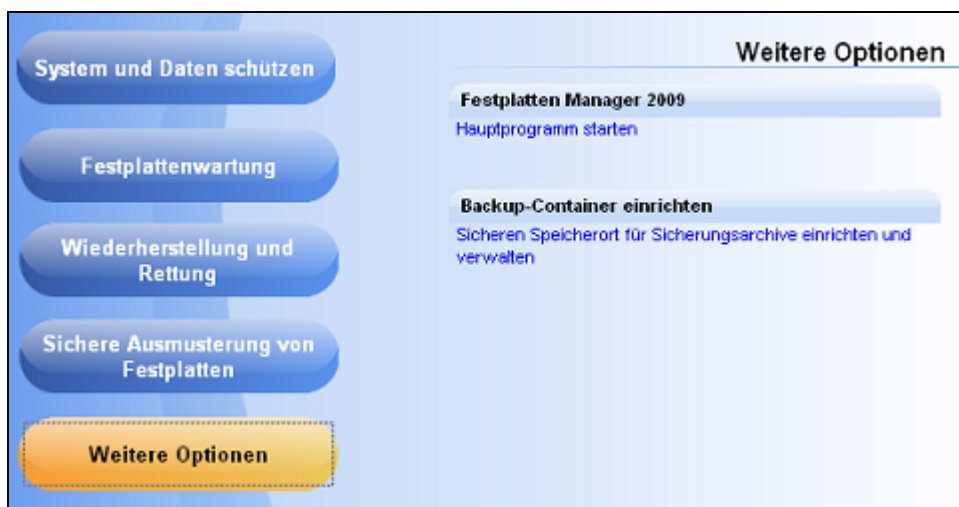 System und Daten schützen
Festplattenwartung
Wiederherstellung und
Rettung
Sichere Ausmusterung von
Festplatten
Weitere Optionen
Weitere Optionen
Festplatten Manager 2009
Hauptprogramm starten
Backup-Container einrichten
Sicheren Speicherort für Sicherungsarchive einrichten und
verwalten